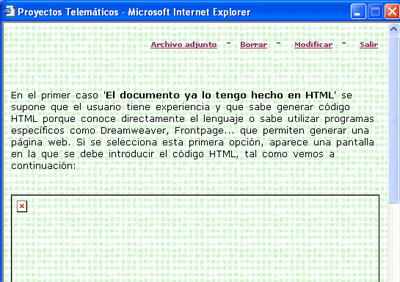 Proyectos Telemáticos - Microsoft Internet Explorer
Archivo adjunto - Borrar - Modificar - Salir
En el primer caso 'El documento ya lo tengo hecho en HTML' se
supone que el usuario tiene experiencia y que sabe generar código
HTML porque conoce directamente el lenguaje o sabe utilizar programas
específicos como Dreamweaver, Frontpage... que permiten generar una
página web. Si se selecciona esta primera opción, aparece una pantalla
en la que se debe introducir el código HTML, tal como vemos a
continuación: